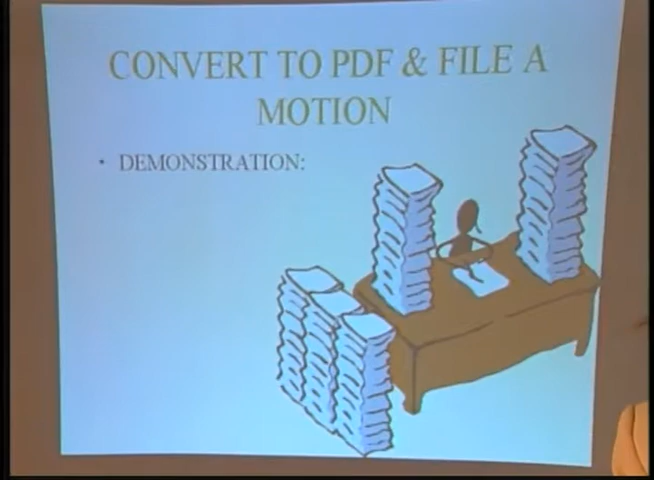 CONVERT TO PDF & FILE A
MOTION
• DEMONSTRATION: